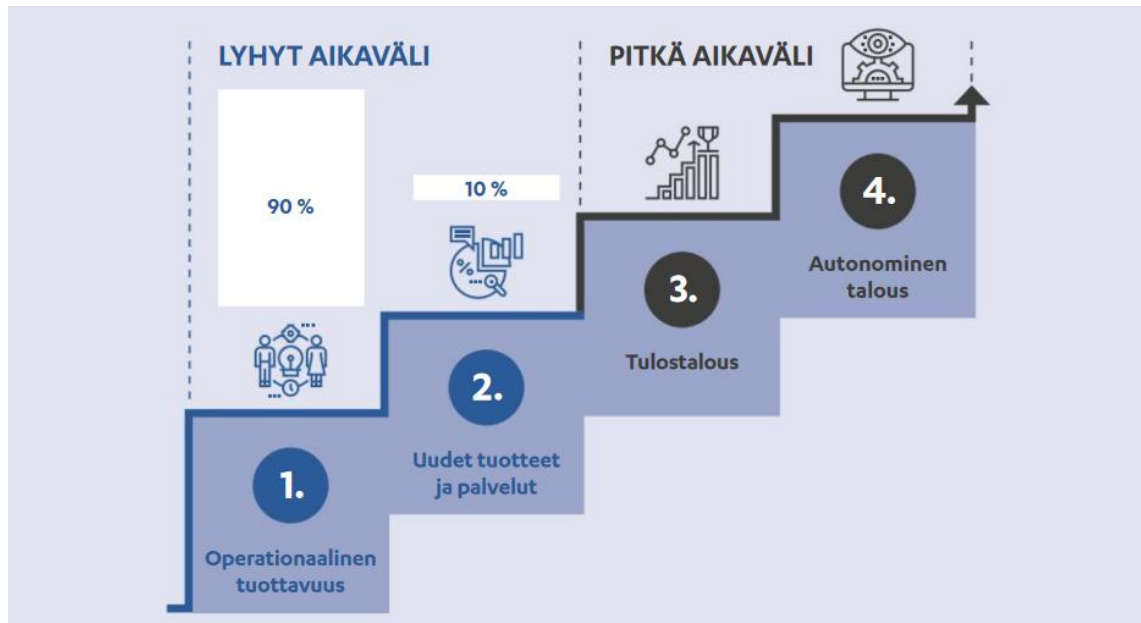 LYHYT AIKAVÄLI
PITKÄ AIKAVÄLI
90 %
10 %
1.
Operationaalinen
tuottavuus
2.
Uudet tuotteet
ja palvelut
3.
Tulostalous
4.
Autonominen
talous